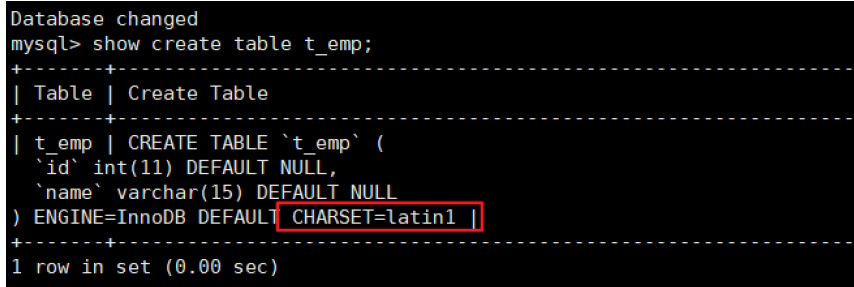 Database changed
mysql> show create table t_emp;
+-------+---------------------------------------------------------------
| Table | Create Table
+-------+---------------------------------------------------------------
| t_emp | CREATE TABLE `t_emp` (
  `id` int(11) DEFAULT NULL,
  `name` varchar(15) DEFAULT NULL
) ENGINE=InnoDB DEFAULT CHARSET=latin1 |
+-------+---------------------------------------------------------------
1 row in set (0.00 sec)